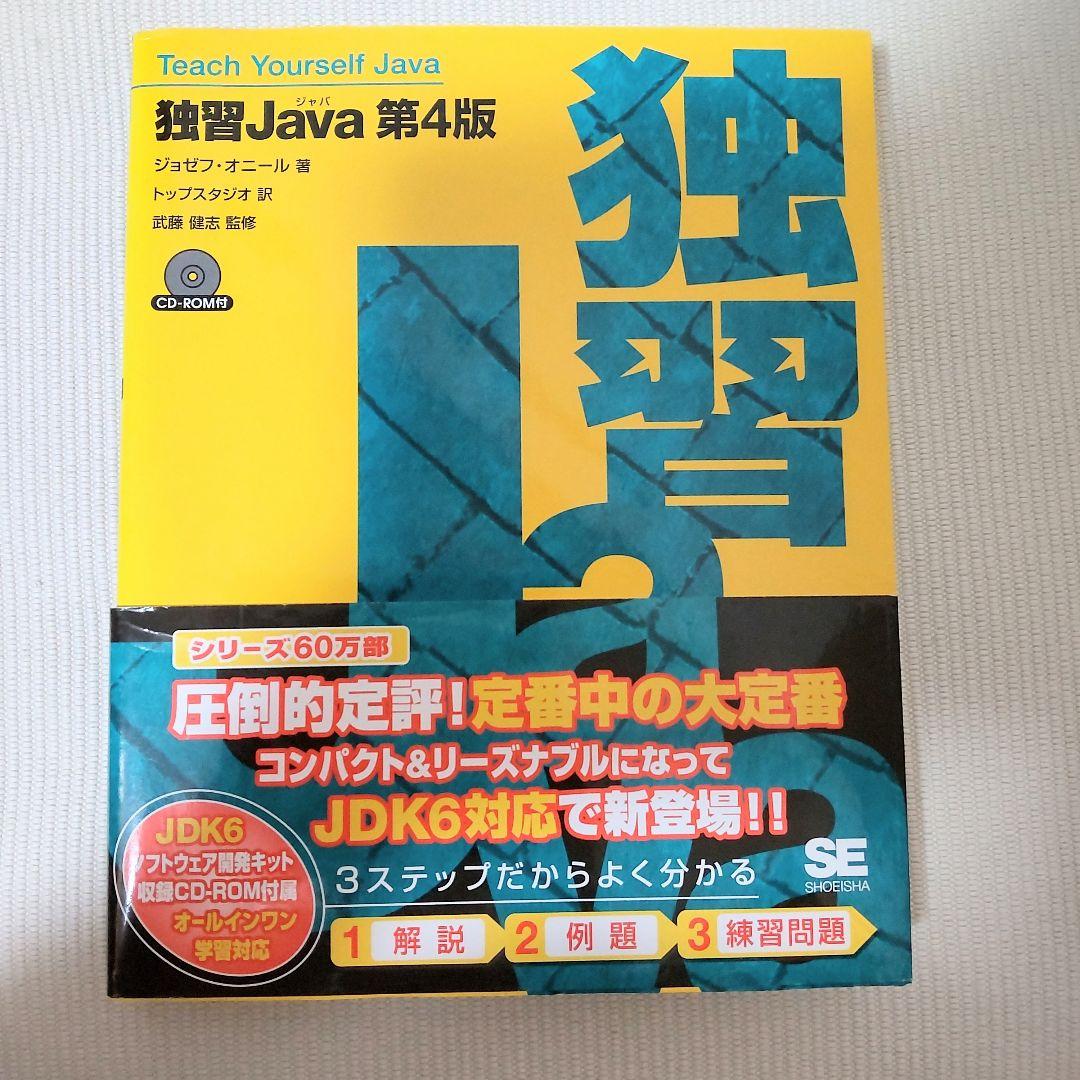 Teach Yourself Java
ジャバ
独習Java 第4版
ジョゼフ・オニール 著
トップスタジオ 訳
武藤 健志 監修
CD-ROM付
独習
Java
シリーズ60万部
圧倒的定評!定番中の大定番
コンパクト&リーズナブルになって
JDK6対応で新登場!!
JDK6
ソフトウェア開発キット
収録CD-ROM付属
オールインワン
学習対応
3ステップだからよく分かる
1 解説 2 例題 3 練習問題
SE
SHOEISHA